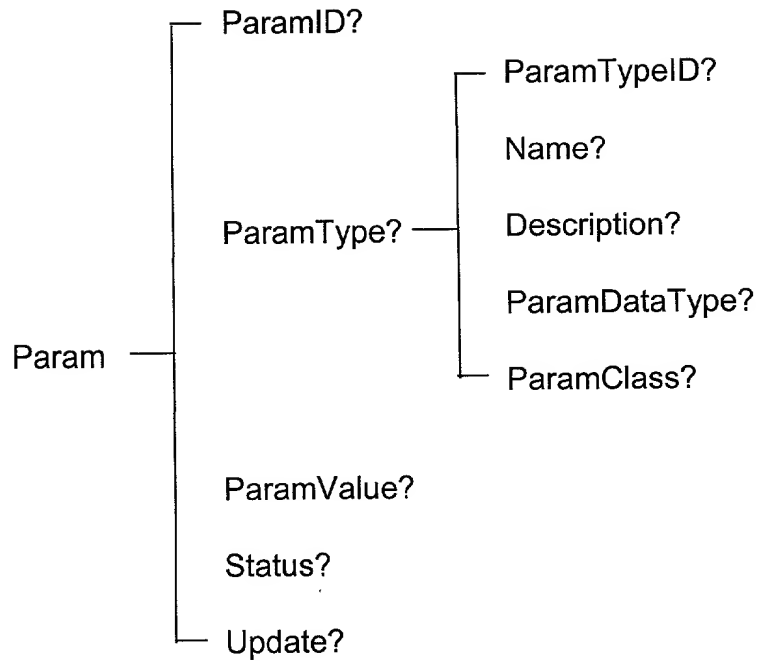 ParamID?
ParamTypeID?
Name?
ParamType?
Description?
ParamDataType?
Param
ParamClass?
ParamValue?
Status?
Update?